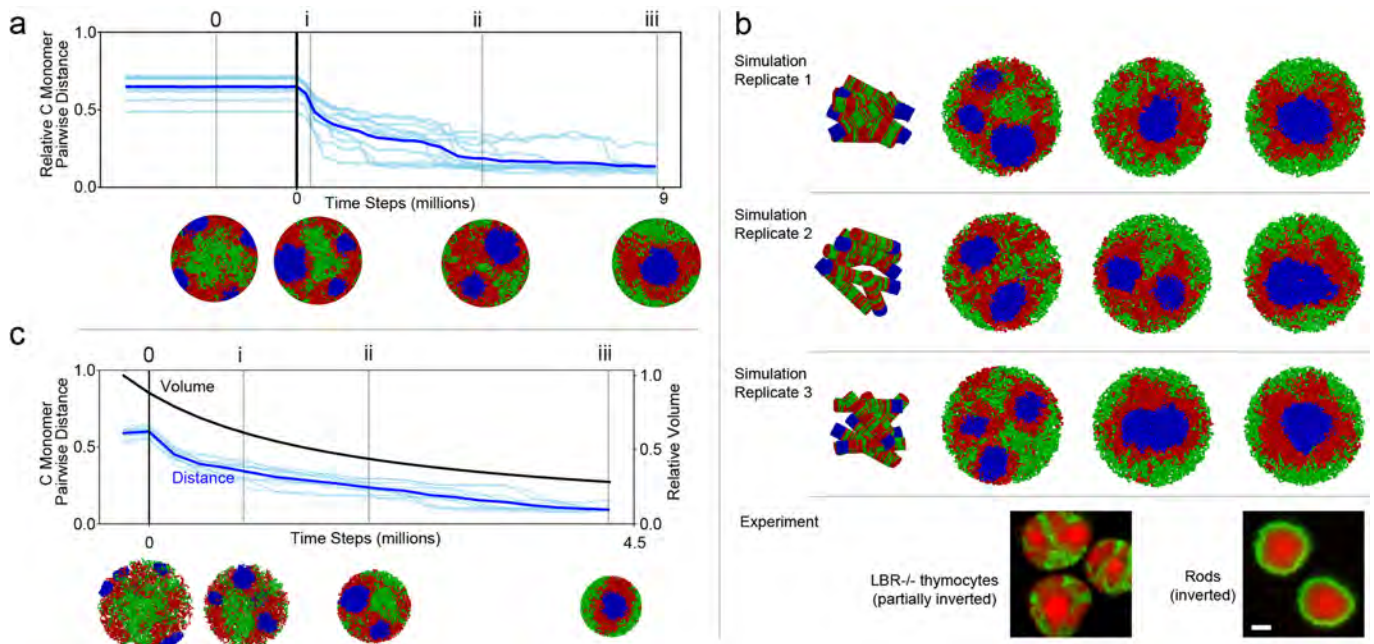 a
0 i ii iii
1.0
0.5
0.0
Relative C Monomer
Pairwise Distance
0 9
Time Steps (millions)
c
0 i ii iii
1.0
0.5
0.0
C Monomer
Pairwise Distance
Volume
Distance
1.0
0.5
0.0
Relative Volume
0 4.5
Time Steps (millions)
b
Simulation
Replicate 1
Simulation
Replicate 2
Simulation
Replicate 3
Experiment
LBR-/- thymocytes
(partially inverted)
Rods
(inverted)